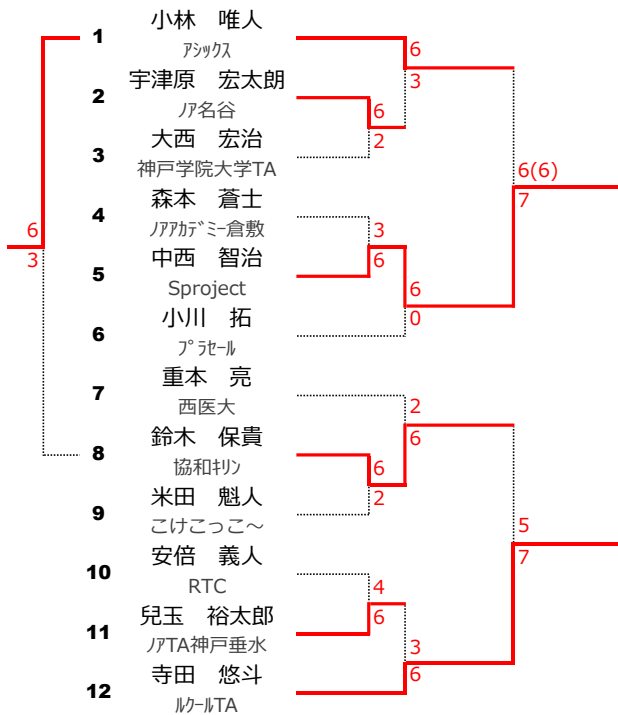 小林　唯人
1
ｱｼｯｸｽ
6
3
宇津原　宏太朗
2
ﾉｱ名谷
6
2
大西　宏治
3
神戸学院大学TA
6(6)
7
森本　蒼士
4
ﾉｱｱｶﾃﾞﾐｰ倉敷
3
6
6
3
中西　智治
5
Sproject
6
0
小川　拓
6
ﾌﾟﾗｾｰﾙ
重本　亮
7
西医大
2
6
鈴木　保貴
8
協和ｷﾘﾝ
6
2
米田　魁人
9
こけこっこ～
5
7
安倍　義人
10
RTC
4
6
兒玉　裕太郎
11
ﾉｱTA神戸垂水
3
6
寺田　悠斗
12
ﾙｸｰﾙTA